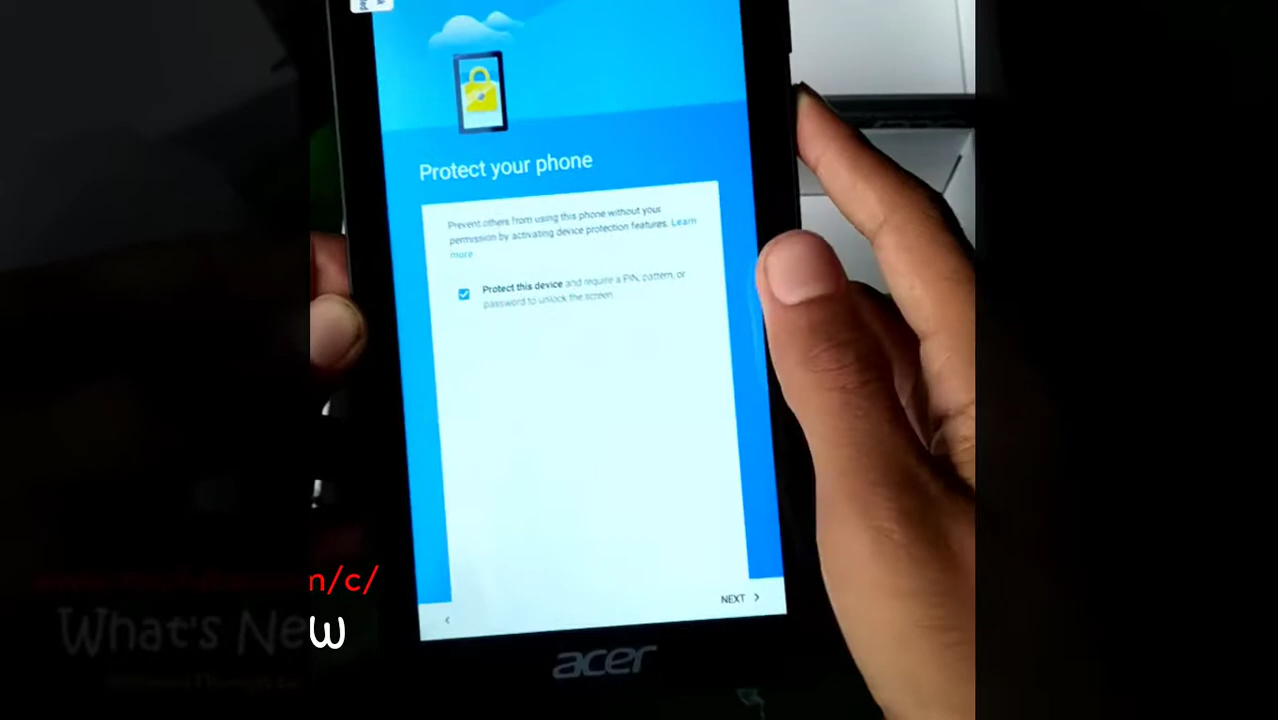 Protect your phone
Prevent others from using this phone without your
permission by activating device protection features. Learn
more
Protect this device and require a PIN, pattern, or
password to unlock the screen
NEXT
acer
n/c/
What's New